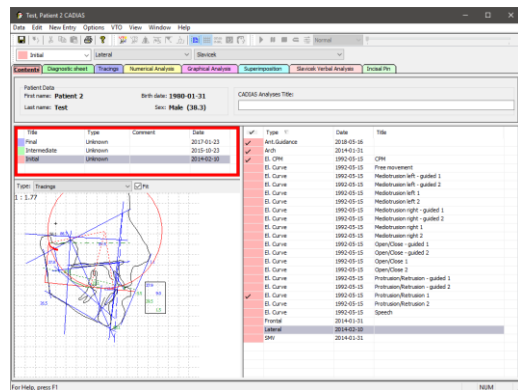 Test, Patient 2 CADIAS
Data Edit New Entry Options VTO View Window Help
Normal
Initial Lateral Slavicek
Contents Diagnostic sheet Tracings Numerical Analysis Graphical Analysis Superimposition Slavicek Verbal Analysis Incisal Pin
Patient Data
First name: Patient 2 Birth date: 1980-01-31 CADIAS Analyses Title:
Last name: Test Sex: Male (38.3)
Title Type Comment Date
Final Unknown 2017-01-23
Intermediate Unknown 2015-10-23
Initial Unknown 2014-02-10
Type: Tracings Fit
1 : 1.77
Type Date Title
Ant.Guidance 2018-05-16
Arch 2014-01-31
El. CPM 1992-05-15 CPM
El. Curve 1992-05-15 Free movement
El. Curve 1992-05-15 Mediotrusion left - guided 1
El. Curve 1992-05-15 Mediotrusion left - guided 2
El. Curve 1992-05-15 Mediotrusion left 1
El. Curve 1992-05-15 Mediotrusion left 2
El. Curve 1992-05-15 Mediotrusion right - guided 1
El. Curve 1992-05-15 Mediotrusion right - guided 2
El. Curve 1992-05-15 Mediotrusion right 1
El. Curve 1992-05-15 Mediotrusion right 2
El. Curve 1992-05-15 Open/Close - guided 1
El. Curve 1992-05-15 Open/Close - guided 2
El. Curve 1992-05-15 Open/Close 1
El. Curve 1992-05-15 Open/Close 2
El. Curve 1992-05-15 Protrusion/Retrusion - guided 1
El. Curve 1992-05-15 Protrusion/Retrusion - guided 2
El. Curve 1992-05-15 Protrusion/Retrusion 1
El. Curve 1992-05-15 Protrusion/Retrusion 2
El. Curve 1992-05-15 Speech
Frontal 2014-01-31
Lateral 2014-02-10
SMV 2014-01-31
For Help, press F1 NUM